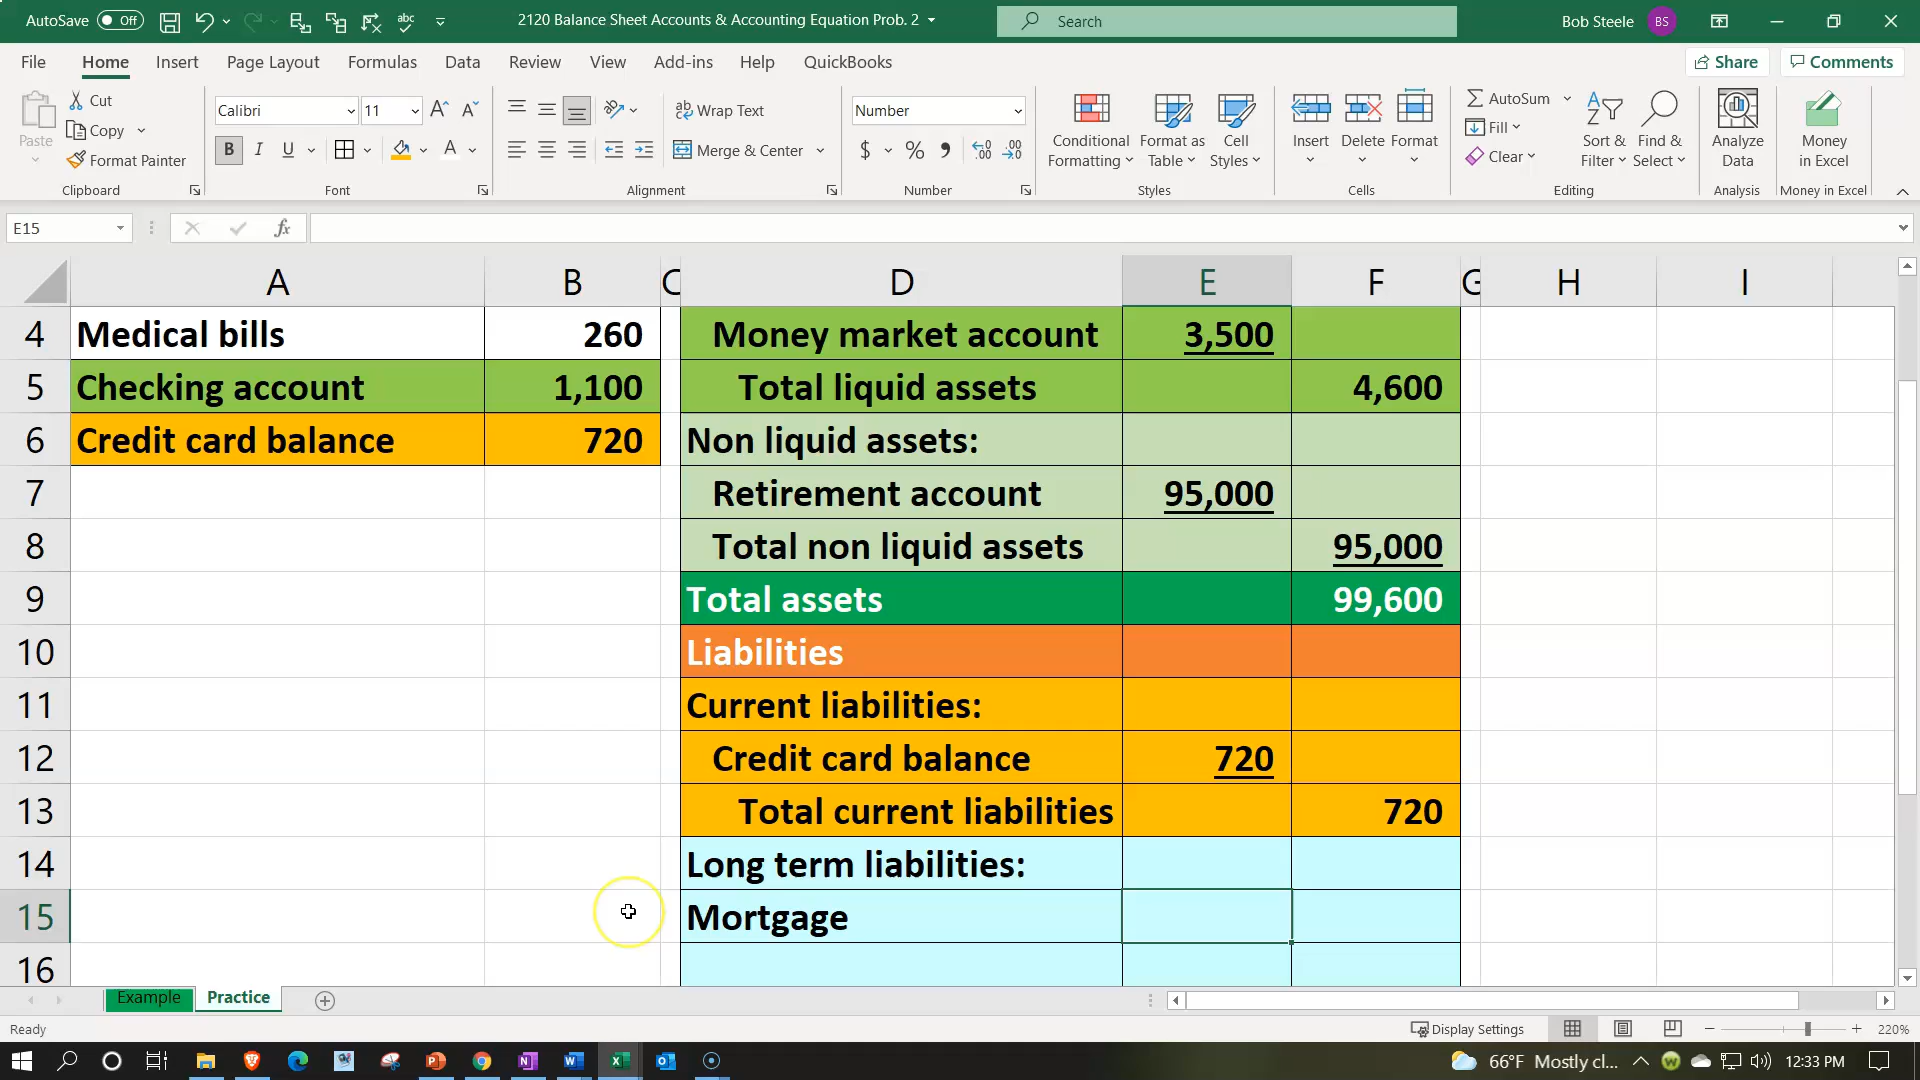 AutoSave Off
2120 Balance Sheet Accounts & Accounting Equation Prob. 2
Search
Bob Steele BS
File Home Insert Page Layout Formulas Data Review View Add-ins Help QuickBooks
Share Comments
Paste
Cut
Copy
Format Painter
Clipboard
Calibri 11
B I U A
Font
Wrap Text
Merge & Center
Alignment
Number
$ % ,
Number
Conditional Formatting
Format as Table
Cell Styles
Styles
Insert Delete Format
Cells
AutoSum
Fill
Clear
Sort & Filter
Find & Select
Editing
Analyze Data
Analysis
Money in Excel
Money in Excel
E15 fx
A B C D E F G H I
4 Medical bills 260 Money market account 3,500
5 Checking account 1,100 Total liquid assets 4,600
6 Credit card balance 720 Non liquid assets:
7 Retirement account 95,000
8 Total non liquid assets 95,000
9 Total assets 99,600
10 Liabilities
11 Current liabilities:
12 Credit card balance 720
13 Total current liabilities 720
14 Long term liabilities:
15 Mortgage
16
Example Practice
Ready Display Settings 220%
66°F Mostly cl... 12:33 PM